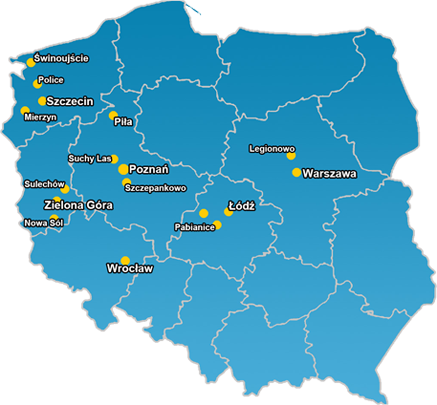 Świnoujście
Police
Szczecin
Mierzyn
Piła
Legionowo
Suchy Las
Poznań
Warszawa
Sulechów
Szczepankowo
Zielona Góra
Łódź
Nowa Sól
Pabianice
Wrocław